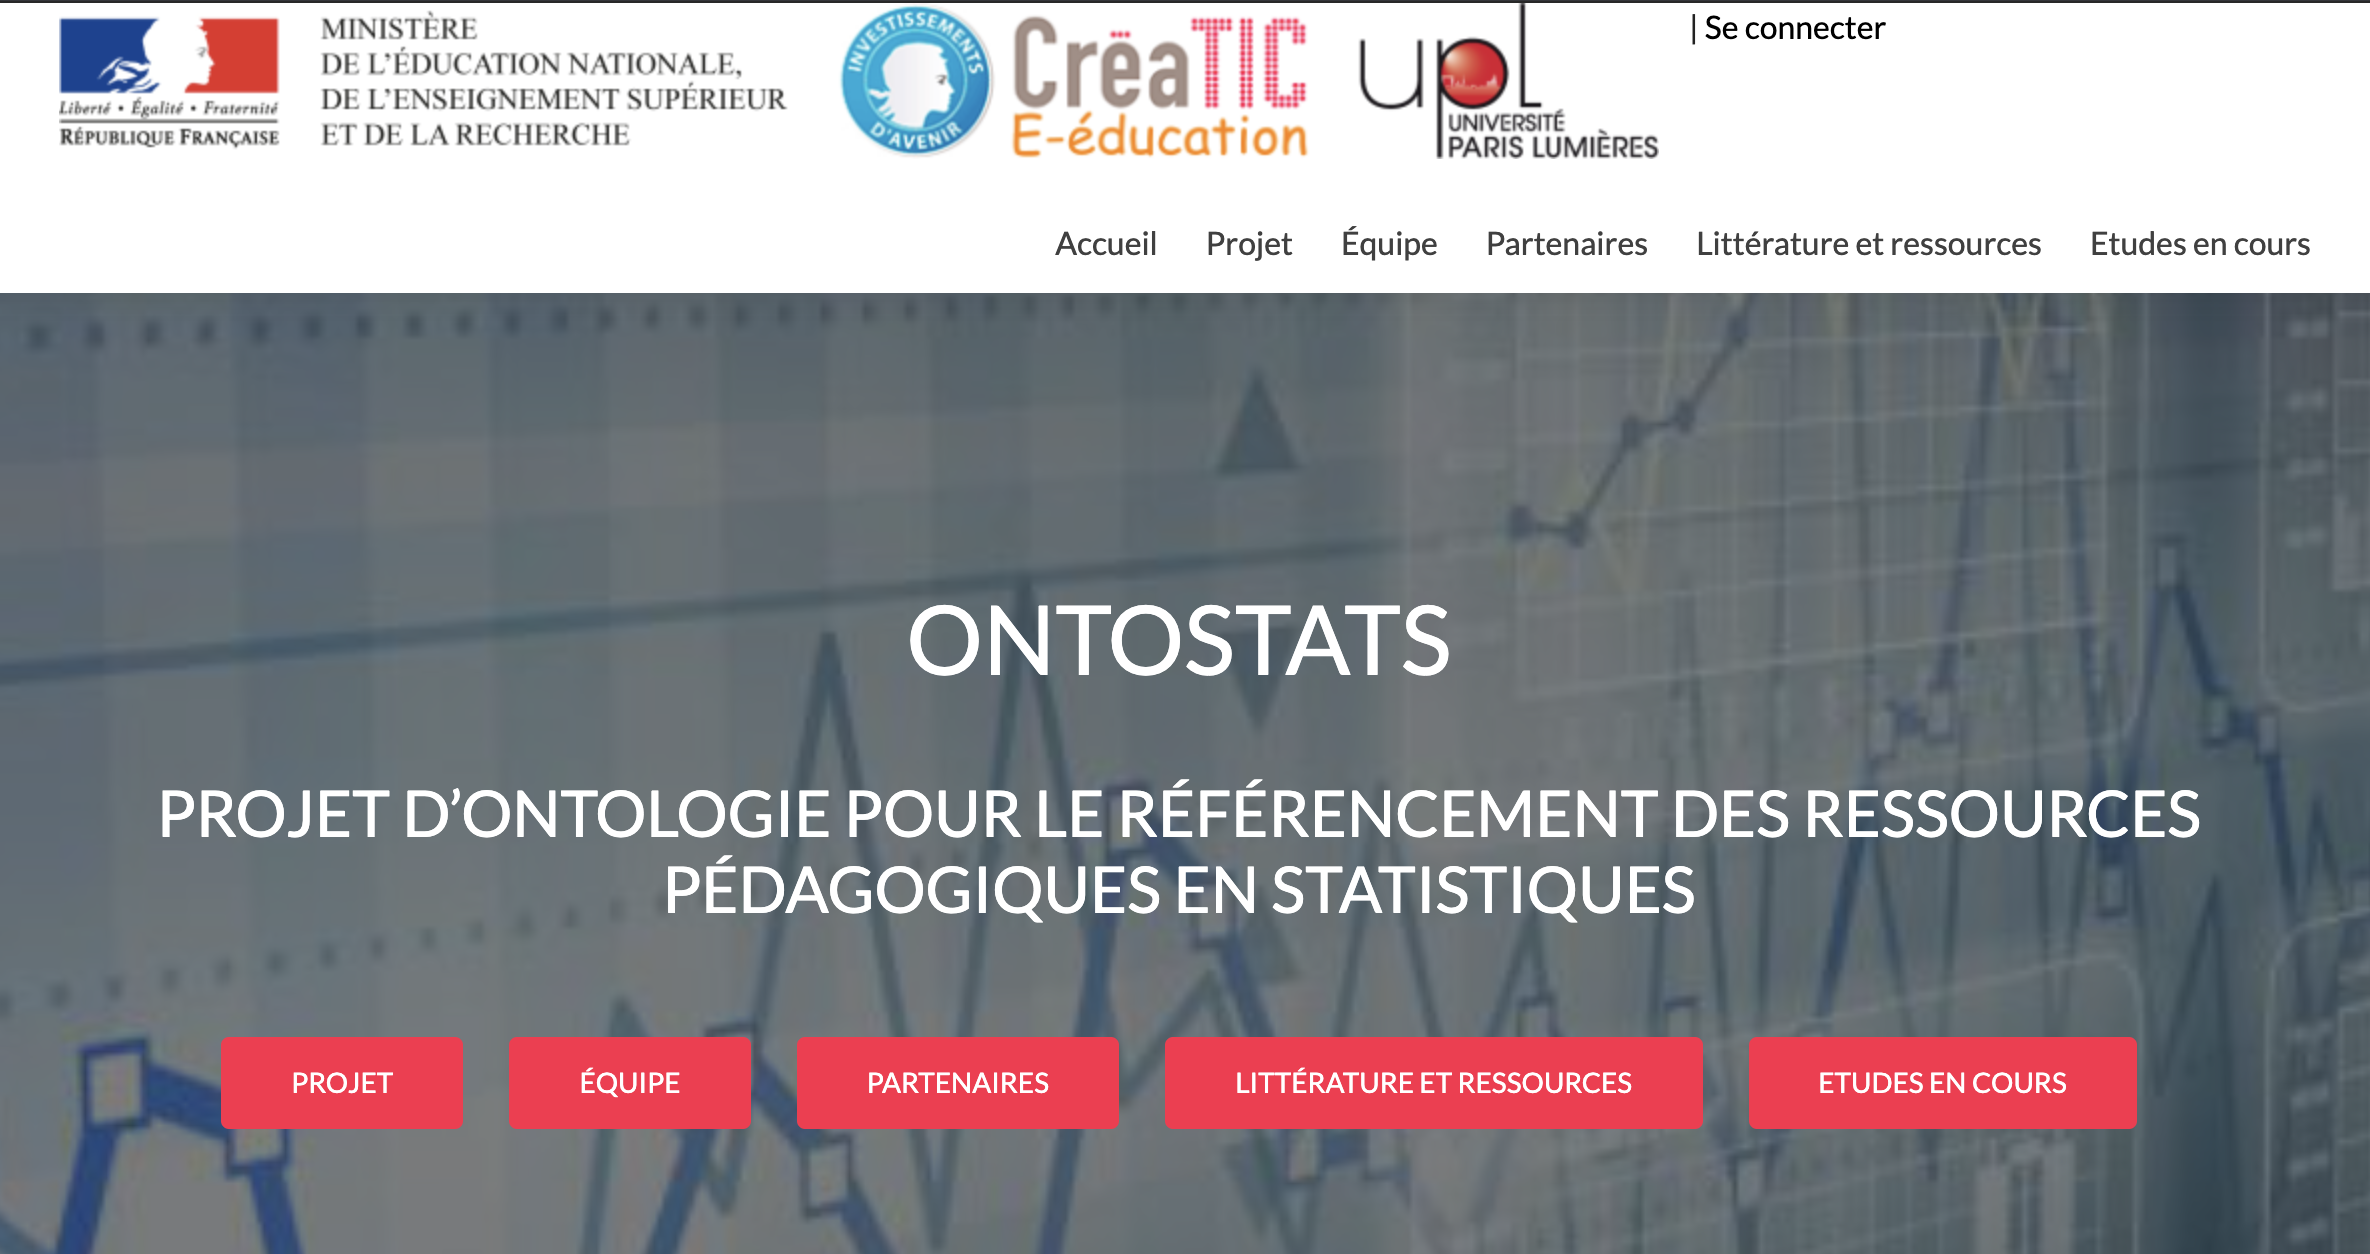 MINISTÈRE
DE L'ÉDUCATION NATIONALE,
DE L'ENSEIGNEMENT SUPÉRIEUR
ET DE LA RECHERCHE
Liberté • Égalité • Fraternité
RÉPUBLIQUE FRANÇAISE
INVESTISSEMENTS
D'AVENIR
CrëaTIC
E-éducation
upl
UNIVERSITÉ
PARIS LUMIÈRES
| Se connecter
Accueil Projet Équipe Partenaires Littérature et ressources Etudes en cours
ONTOSTATS
PROJET D’ONTOLOGIE POUR LE RÉFÉRENCEMENT DES RESSOURCES
PÉDAGOGIQUES EN STATISTIQUES
PROJET ÉQUIPE PARTENAIRES LITTÉRATURE ET RESSOURCES ETUDES EN COURS